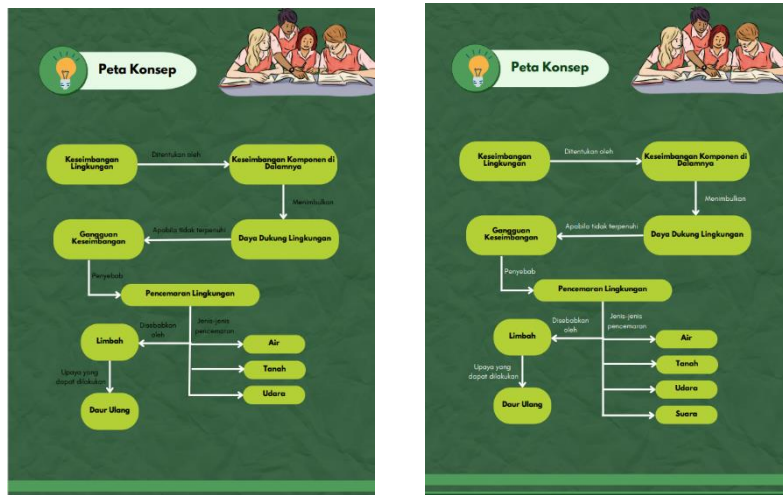 Peta Konsep
Keseimbangan
Lingkungan
Ditentukan oleh
Keseimbangan Komponen di
Dalamnya
Menimbulkan
Gangguan
Keseimbangan
Apabila tidak terpenuhi
Daya Dukung Lingkungan
Penyebab
Pencemaran Lingkungan
Limbah
Disebabkan
oleh
Jenis-jenis
pencemaran
Air
Upaya yang
dapat dilakukan
Tanah
Daur Ulang
Udara
Peta Konsep
Keseimbangan
Lingkungan
Ditentukan oleh
Keseimbangan Komponen di
Dalamnya
Menimbulkan
Gangguan
Keseimbangan
Apabila tidak terpenuhi
Daya Dukung Lingkungan
Penyebab
Pencemaran Lingkungan
Limbah
Disebabkan
oleh
Jenis-jenis
pencemaran
Air
Upaya yang
dapat dilakukan
Tanah
Daur Ulang
Udara
Suara